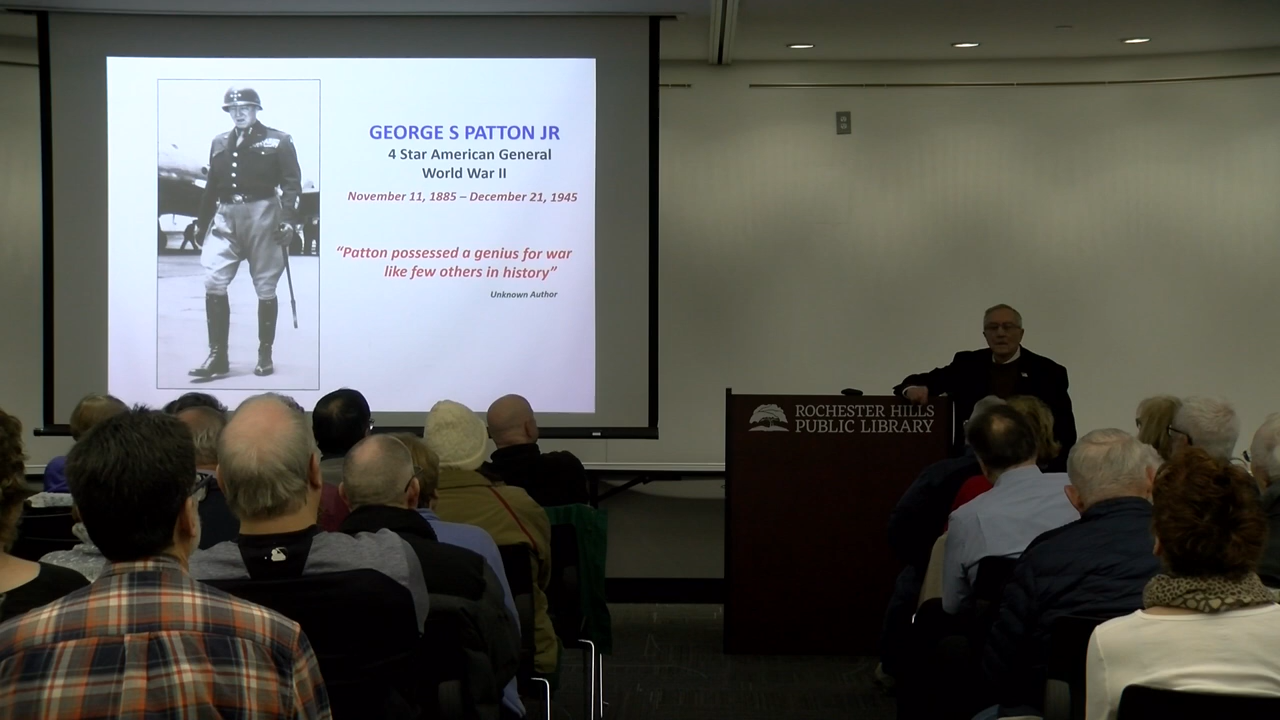 GEORGE S PATTON JR
4 Star American General
World War II
November 11, 1885 – December 21, 1945
“Patton possessed a genius for war
like few others in history”
Unknown Author
ROCHESTER HILLS
PUBLIC LIBRARY